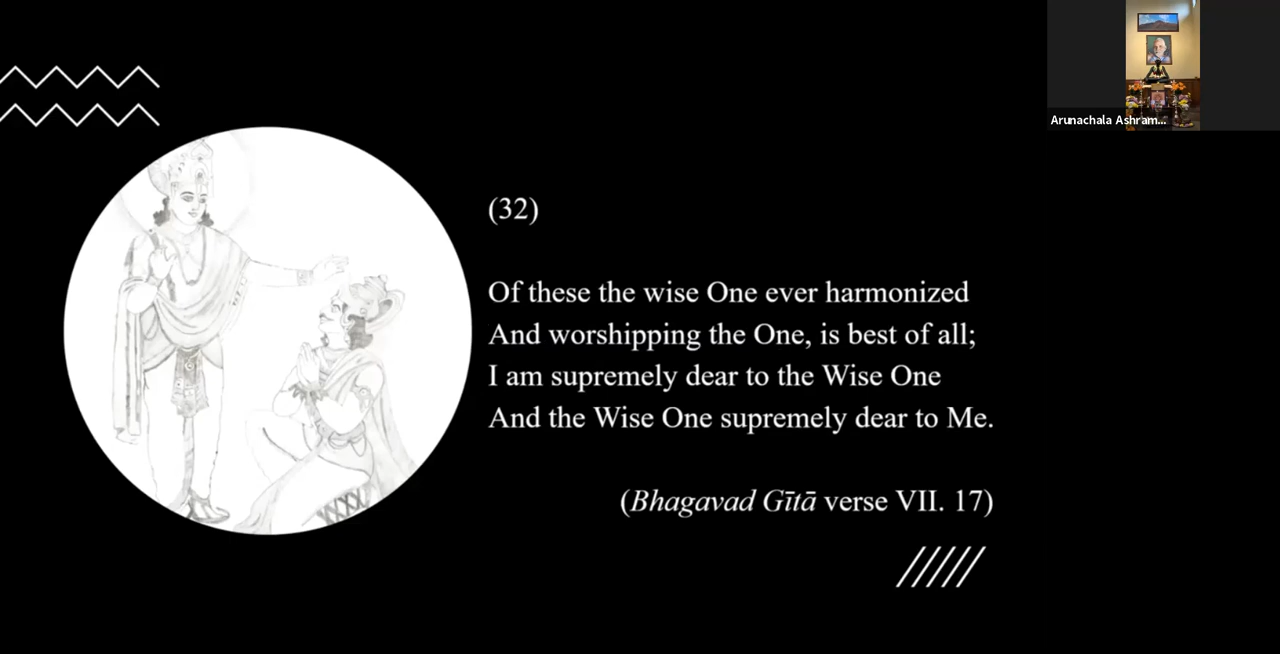 Arunachala Ashram...
(32)
Of these the wise One ever harmonized
And worshipping the One, is best of all;
I am supremely dear to the Wise One
And the Wise One supremely dear to Me.
(Bhagavad Gītā verse VII. 17)